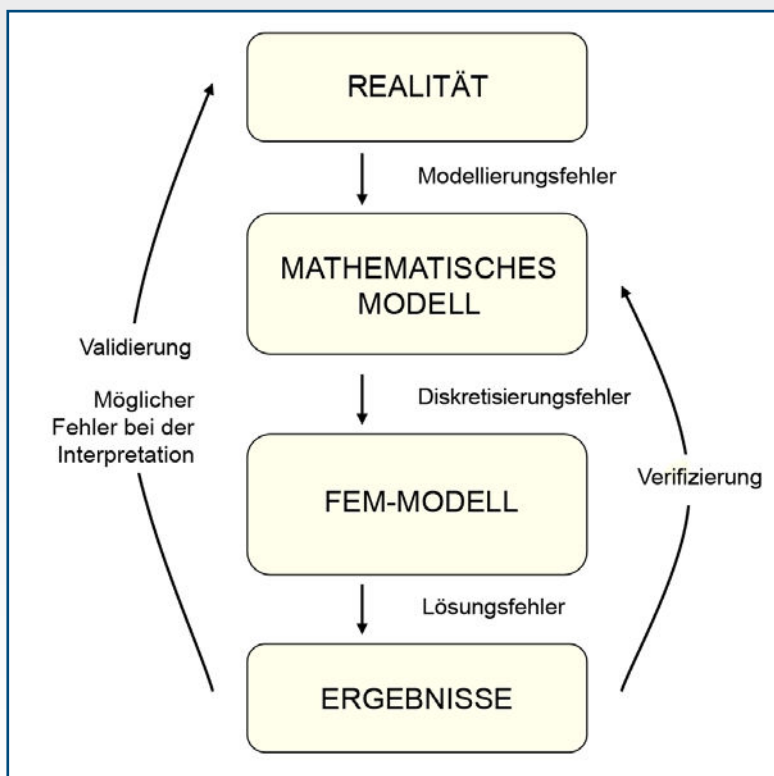 REALITÄT
Modellierungsfehler
MATHEMATISCHES
MODELL
Validierung
Möglicher
Fehler bei der
Interpretation
Diskretisierungsfehler
Verifizierung
FEM-MODELL
Lösungsfehler
ERGEBNISSE